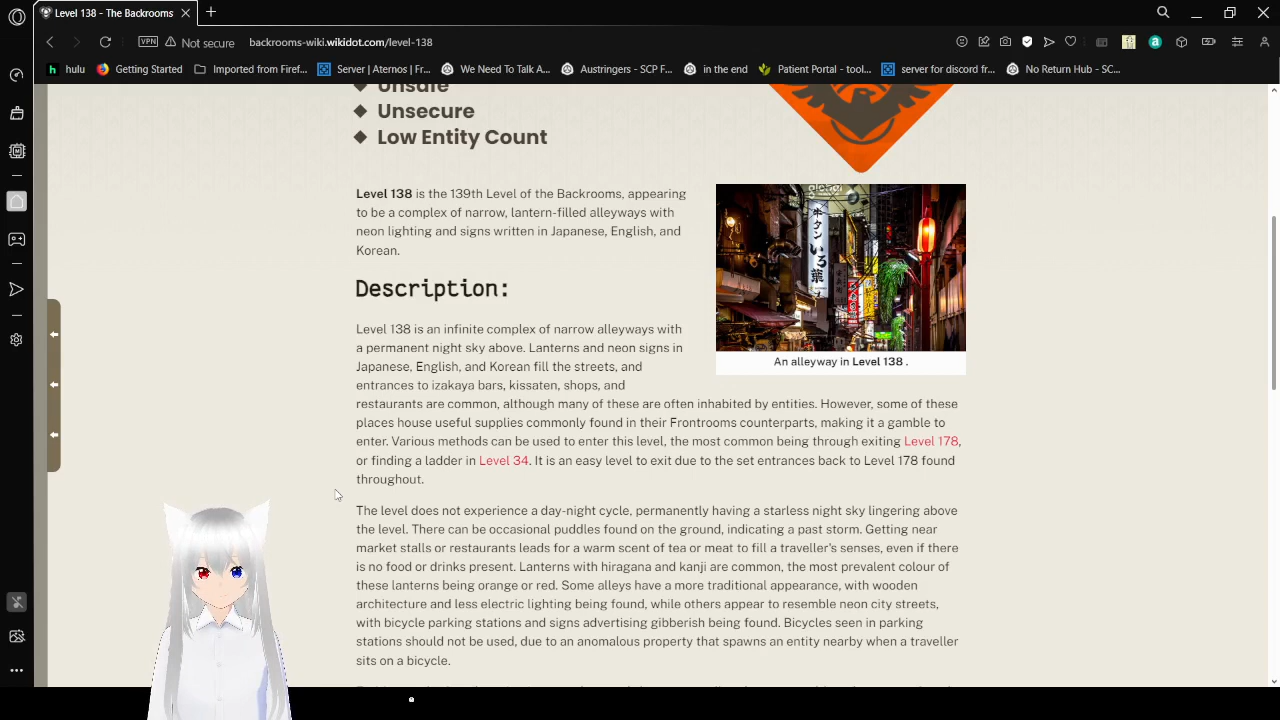 Level 138 - The Backrooms
VPN Not secure backrooms-wiki.wikidot.com/level-138
hulu Getting Started Imported from Firef... Server | Aternos | Fr... We Need To Talk A... Austringers - SCP F... in the end Patient Portal - tool... server for discord fr... No Return Hub - SC...
Unsafe
Unsecure
Low Entity Count
Level 138 is the 139th Level of the Backrooms, appearing
to be a complex of narrow, lantern-filled alleyways with
neon lighting and signs written in Japanese, English, and
Korean.
global
牛タン いろ葉
An alleyway in Level 138 .
Description:
Level 138 is an infinite complex of narrow alleyways with
a permanent night sky above. Lanterns and neon signs in
Japanese, English, and Korean fill the streets, and
entrances to izakaya bars, kissaten, shops, and
restaurants are common, although many of these are often inhabited by entities. However, some of these
places house useful supplies commonly found in their Frontrooms counterparts, making it a gamble to
enter. Various methods can be used to enter this level, the most common being through exiting Level 178,
or finding a ladder in Level 34. It is an easy level to exit due to the set entrances back to Level 178 found
throughout.
The level does not experience a day-night cycle, permanently having a starless night sky lingering above
the level. There can be occasional puddles found on the ground, indicating a past storm. Getting near
market stalls or restaurants leads for a warm scent of tea or meat to fill a traveller's senses, even if there
is no food or drinks present. Lanterns with hiragana and kanji are common, the most prevalent colour of
these lanterns being orange or red. Some alleys have a more traditional appearance, with wooden
architecture and less electric lighting being found, while others appear to resemble neon city streets,
with bicycle parking stations and signs advertising gibberish being found. Bicycles seen in parking
stations should not be used, due to an anomalous property that spawns an entity nearby when a traveller
sits on a bicycle.